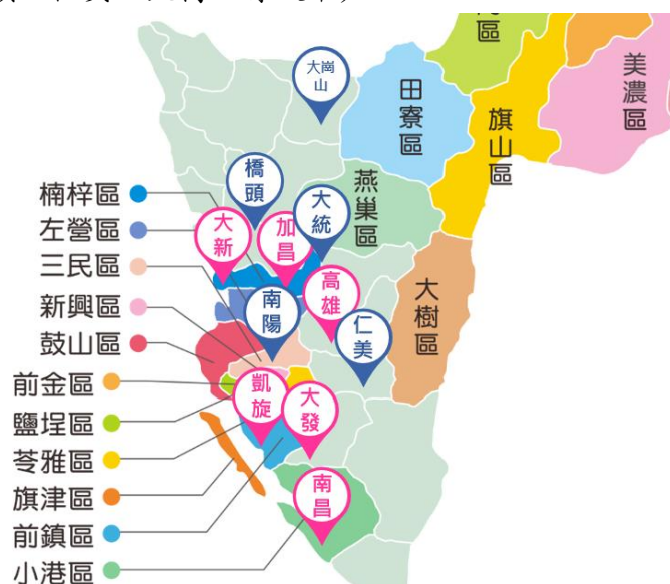 區
美濃區
旗山區
田寮區
燕巢區
大樹區
大崗
山
橋
頭
大
統
大
新
加
昌
高
雄
南
陽
仁
美
凱
旋
大
發
南
昌
楠梓區
左營區
三民區
新興區
鼓山區
前金區
鹽埕區
苓雅區
旗津區
前鎮區
小港區